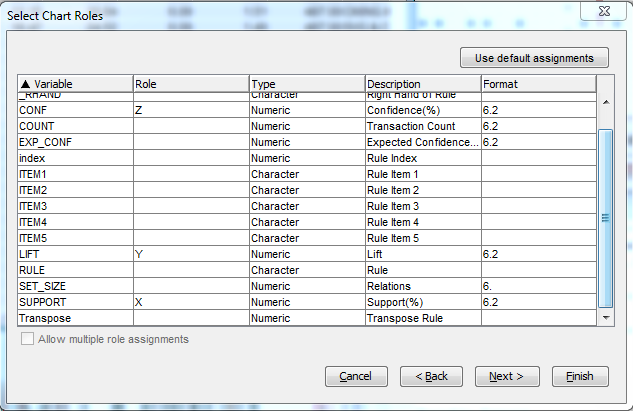 Select Chart Roles
Use default assignments
▲ Variable Role Type Description Format
_RHAND Character Right Hand of Rule
CONF Z Numeric Confidence(%) 6.2
COUNT Numeric Transaction Count 6.2
EXP_CONF Numeric Expected Confidence... 6.2
index Numeric Rule Index
ITEM1 Character Rule Item 1
ITEM2 Character Rule Item 2
ITEM3 Character Rule Item 3
ITEM4 Character Rule Item 4
ITEM5 Character Rule Item 5
LIFT Y Numeric Lift 6.2
RULE Character Rule
SET_SIZE Numeric Relations 6.
SUPPORT X Numeric Support(%) 6.2
Transpose Numeric Transpose Rule
Allow multiple role assignments
Cancel < Back Next > Finish